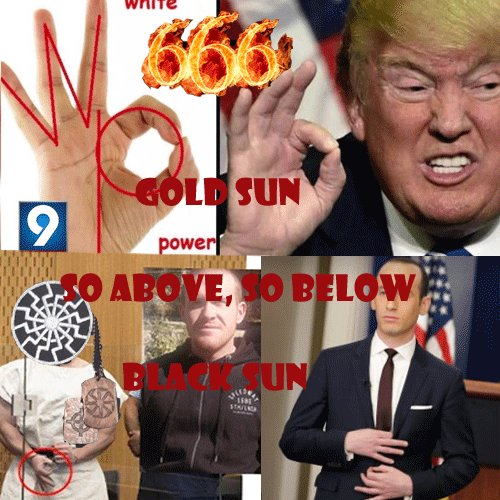 white
666
9
GOLD SUN
power
SO ABOVE, SO BELOW
BLACK SUN